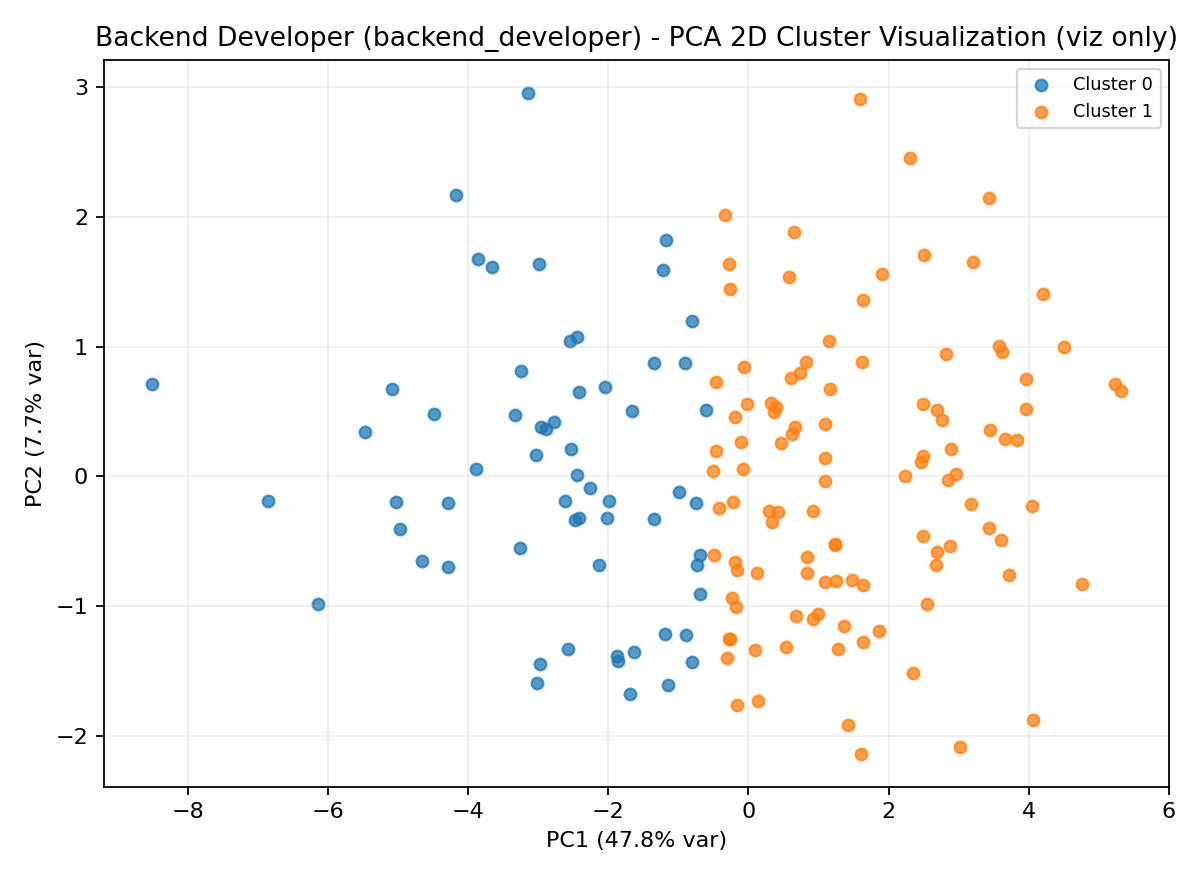 Backend Developer (backend_developer) - PCA 2D Cluster Visualization (viz only)
Cluster 0
Cluster 1
3
2
1
0
−1
−2
PC2 (7.7% var)
−8
−6
−4
−2
0
2
4
6
PC1 (47.8% var)